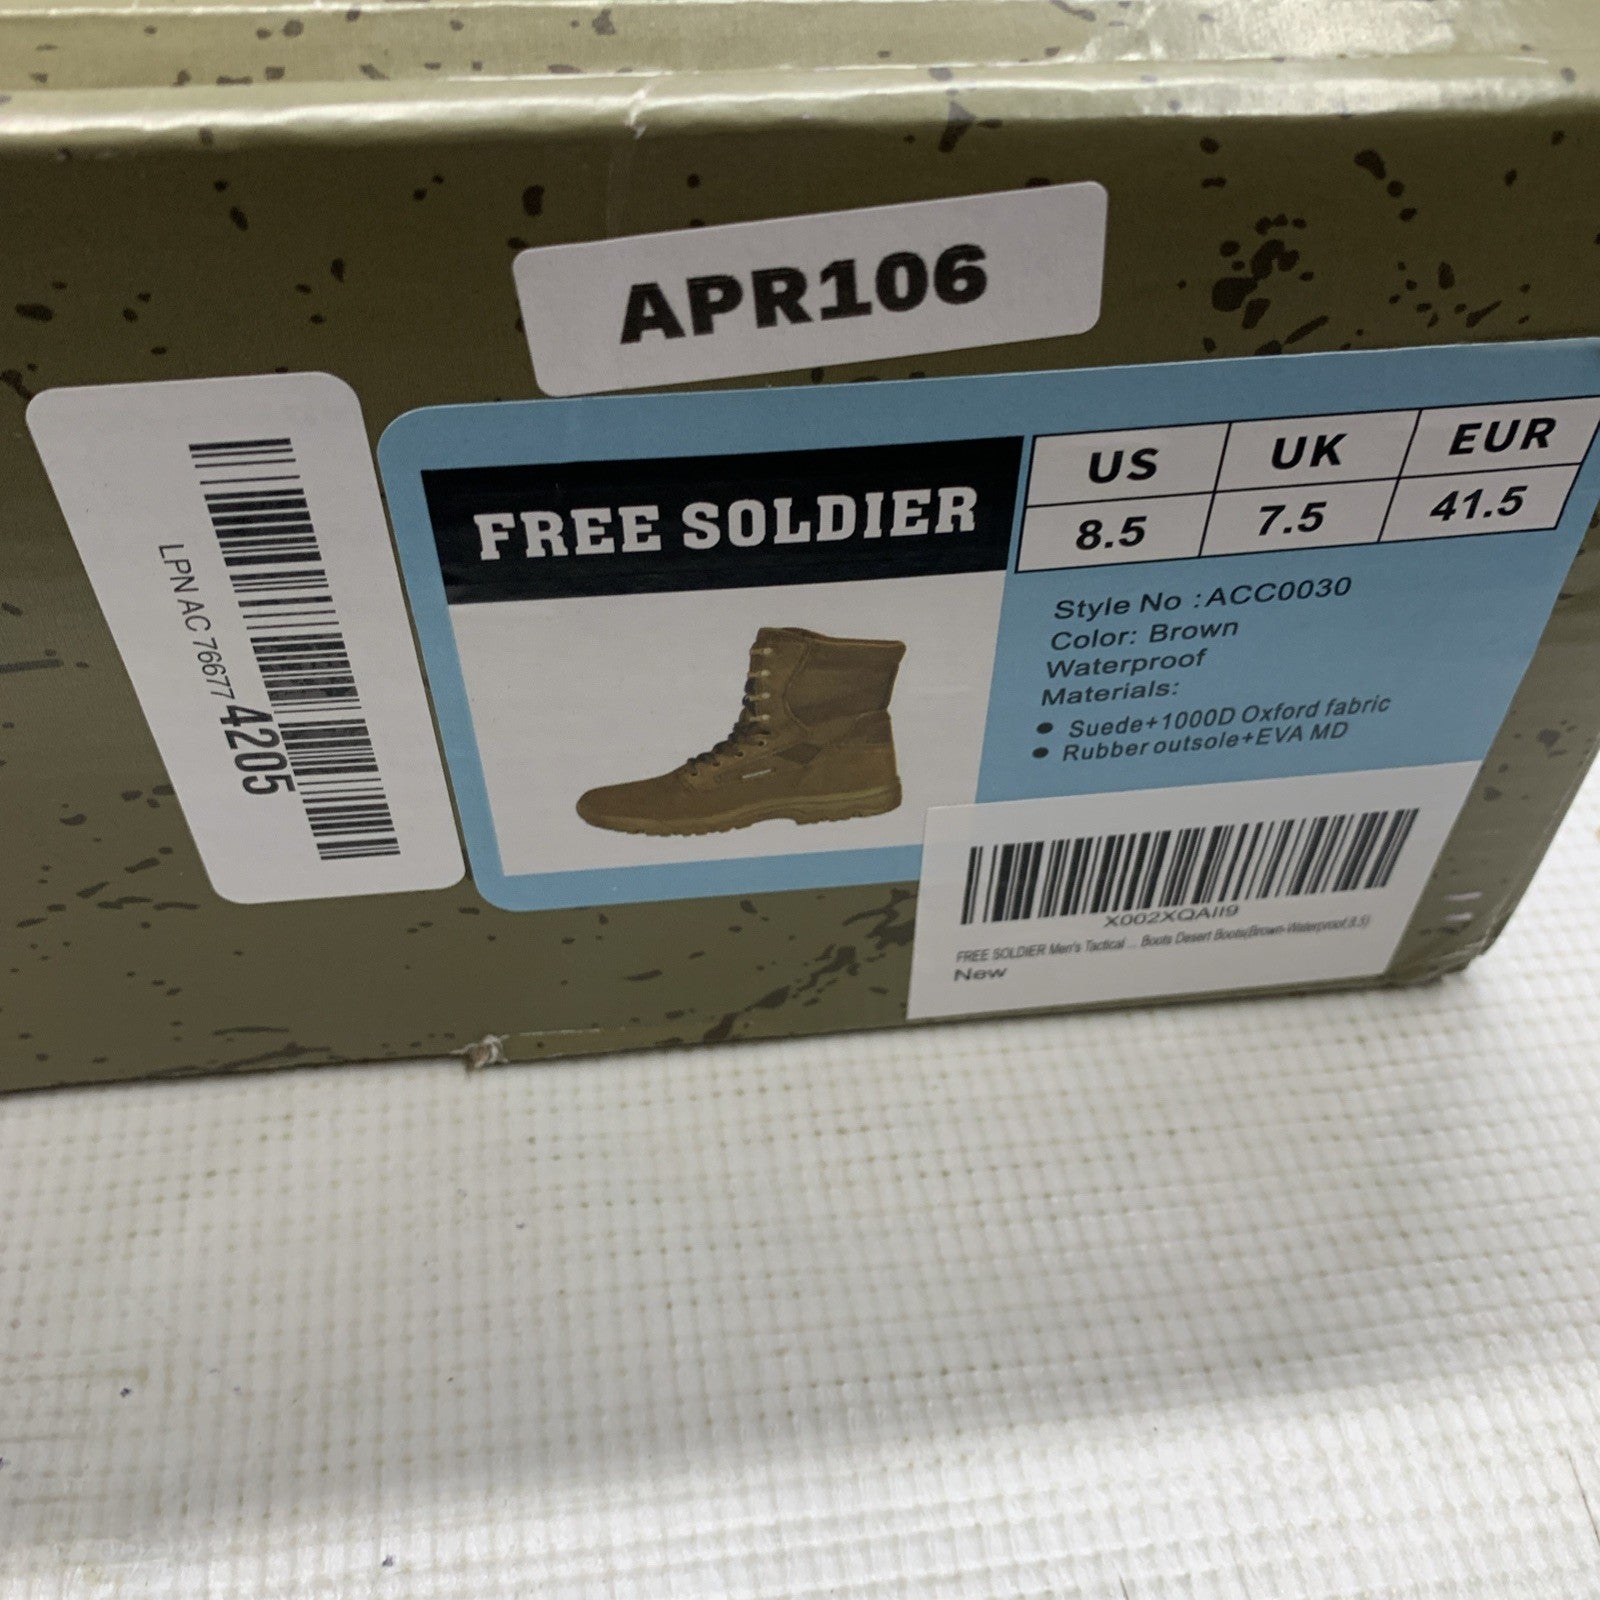 APR106
LPN AC 76677 4205
FREE SOLDIER
US UK EUR
8.5 7.5 41.5
Style No :ACC0030
Color: Brown
Waterproof
Materials:
● Suede+1000D Oxford fabric
● Rubber outsole+EVA MD
X002XQAII9
FREE SOLDIER Men's Tactical ... Boots Desert Boots(Brown-Waterproof,8.5)
New